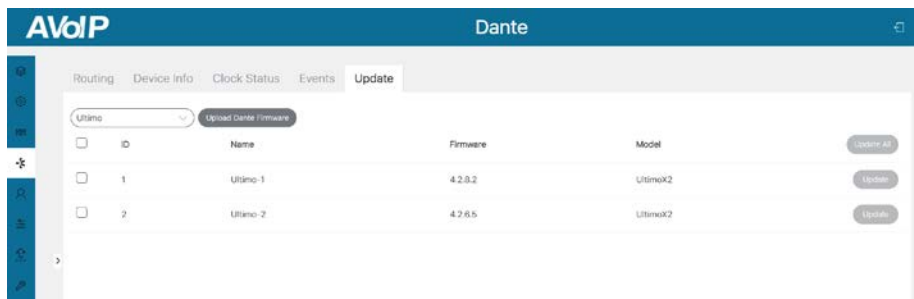 AVoIP Dante
Routing Device Info Clock Status Events Update
Ultimo Upload Dante Firmware
ID Name Firmware Model Update All
1 Ultimo-1 4.2.8.2 UltimoX2 Update
2 Ultimo-2 4.2.6.5 UltimoX2 Update